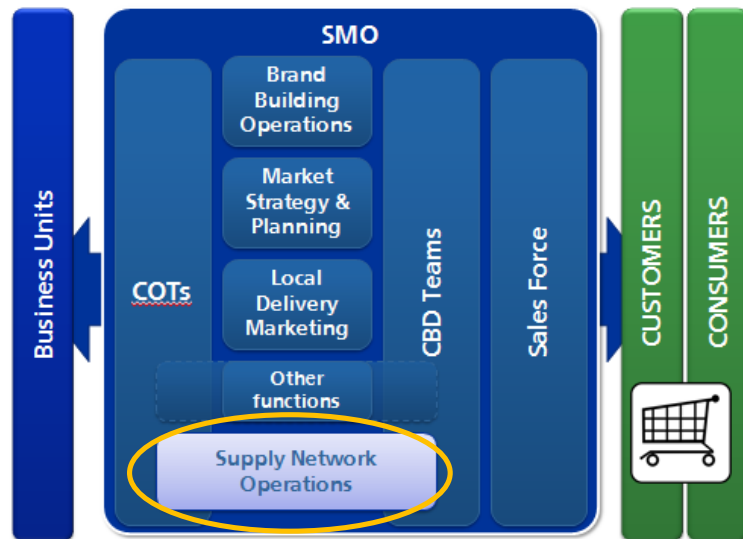 SMO
Business Units
COTs
Brand
Building
Operations
Market
Strategy &
Planning
Local
Delivery
Marketing
Other
functions
Supply Network
Operations
CBD Teams
Sales Force
CUSTOMERS
CONSUMERS